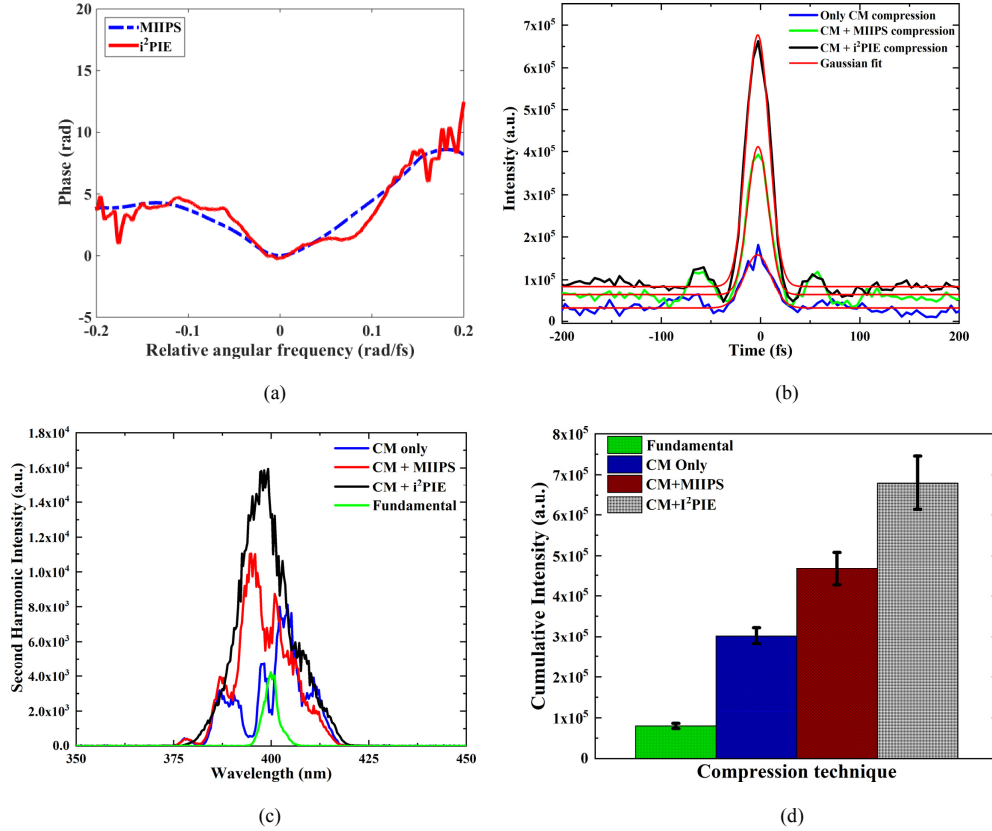 20
15
10
5
0
-5
Phase (rad)
MIIPS
i²PIE
-0.2 -0.1 0 0.1 0.2
Relative angular frequency (rad/fs)
(a)
7x10⁵
6x10⁵
5x10⁵
4x10⁵
3x10⁵
2x10⁵
1x10⁵
0
Intensity (a.u.)
Only CM compression
CM + MIIPS compression
CM + i²PIE compression
Gaussian fit
-200 -100 0 100 200
Time (fs)
(b)
1.8x10⁴
1.6x10⁴
1.4x10⁴
1.2x10⁴
1.0x10⁴
8.0x10³
6.0x10³
4.0x10³
2.0x10³
0.0
Second Harmonic Intensity (a.u.)
CM only
CM + MIIPS
CM + i²PIE
Fundamental
350 375 400 425 450
Wavelength (nm)
(c)
8x10⁵
7x10⁵
6x10⁵
5x10⁵
4x10⁵
3x10⁵
2x10⁵
1x10⁵
0
Cumulative Intensity (a.u.)
Fundamental
CM Only
CM+MIIPS
CM+I²PIE
Compression technique
(d)